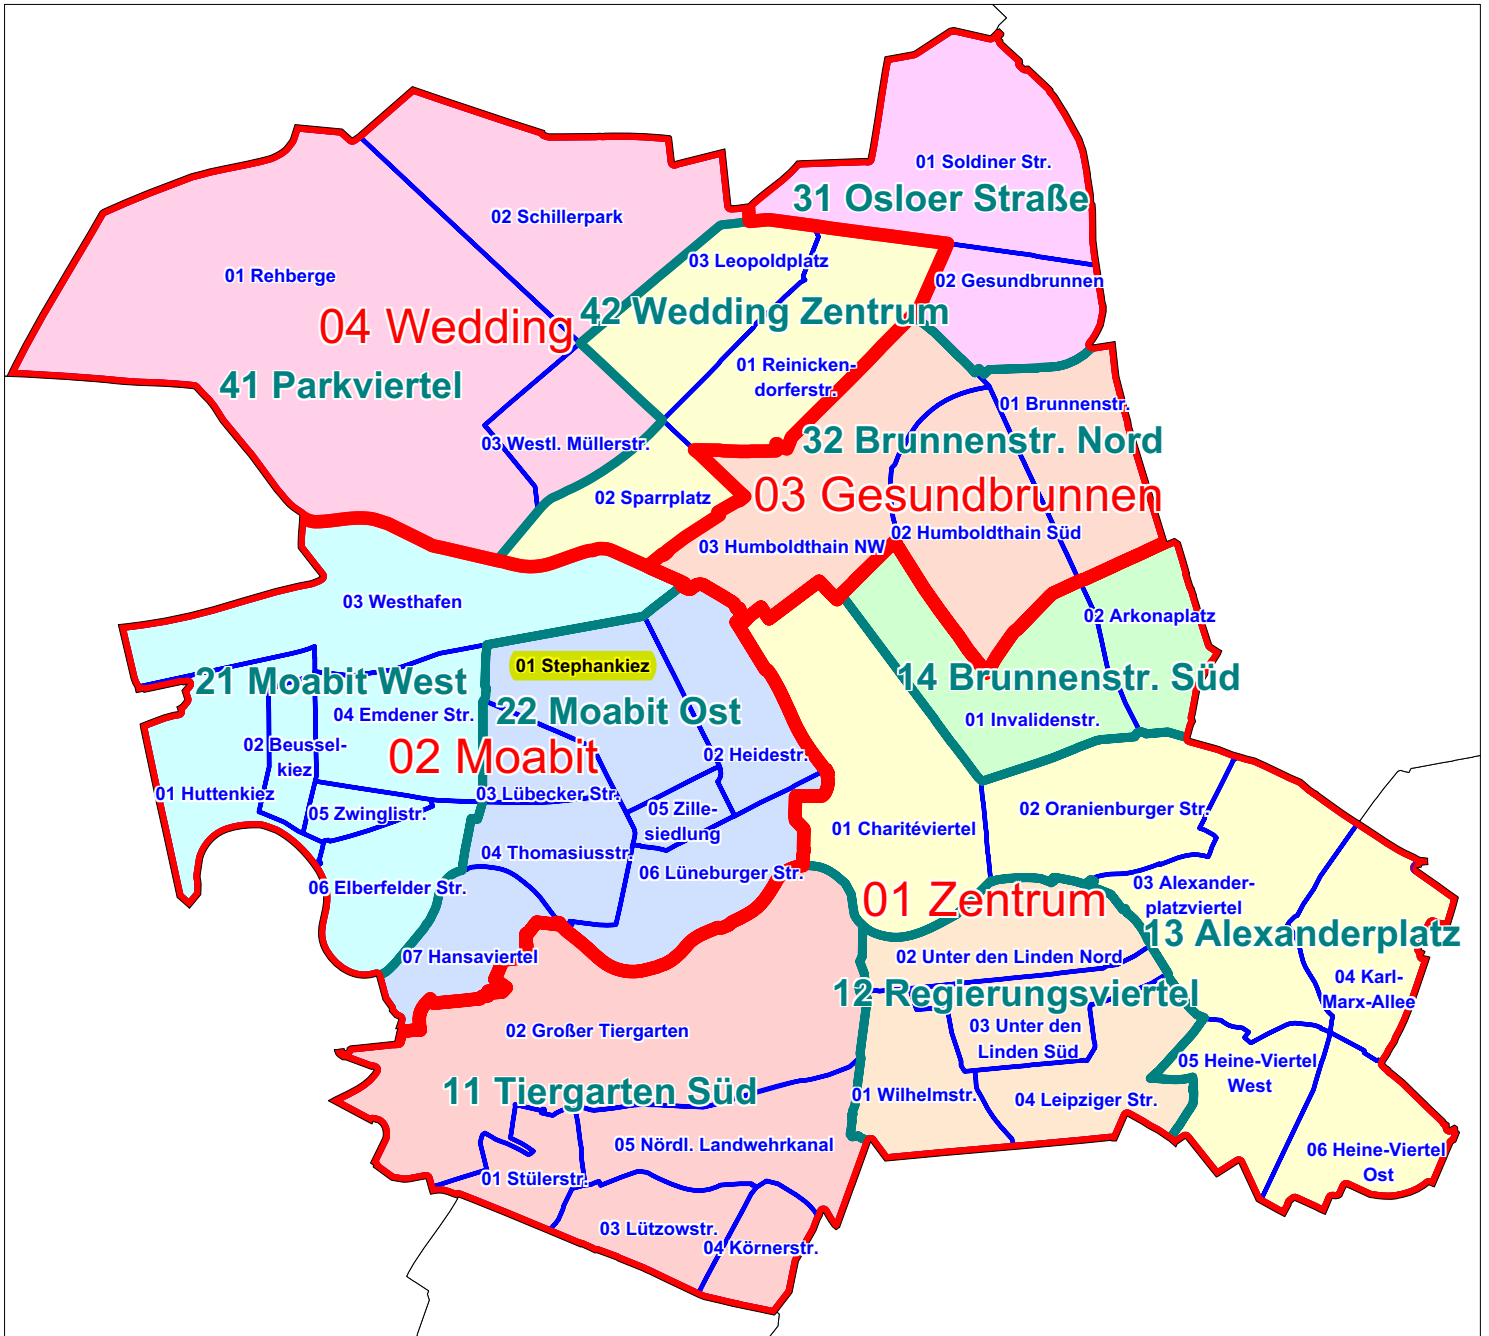 01 Soldiner Str.
31 Osloer Straße
02 Schillerpark
03 Leopoldplatz
01 Rehberge
02 Gesundbrunnen
42 Wedding Zentrum
04 Wedding
01 Reinicken-
dorferstr.
41 Parkviertel
01 Brunnenstr.
03 Westl. Müllerstr.
32 Brunnenstr. Nord
02 Sparrplatz
03 Gesundbrunnen
02 Humboldthain Süd
03 Humboldthain NW
03 Westhafen
02 Arkonaplatz
01 Stephankiez
21 Moabit West
14 Brunnenstr. Süd
04 Emdener Str.
22 Moabit Ost
01 Invalidenstr.
02 Beussel-
kiez
02 Moabit
02 Heidestr.
01 Huttenkiez
03 Lübecker Str.
05 Zwinglistr.
05 Zille-
siedlung
02 Oranienburger Str.
01 Charitéviertel
04 Thomasiusstr.
06 Lüneburger Str.
06 Elberfelder Str.
01 Zentrum
03 Alexander-
platzviertel
13 Alexanderplatz
07 Hansaviertel
02 Unter den Linden Nord
04 Karl-
Marx-Allee
12 Regierungsviertel
02 Großer Tiergarten
03 Unter den
Linden Süd
05 Heine-Viertel
West
11 Tiergarten Süd
01 Wilhelmstr.
04 Leipziger Str.
05 Nördl. Landwehrkanal
06 Heine-Viertel
Ost
01 Stülerstr.
03 Lützowstr.
04 Körnerstr.